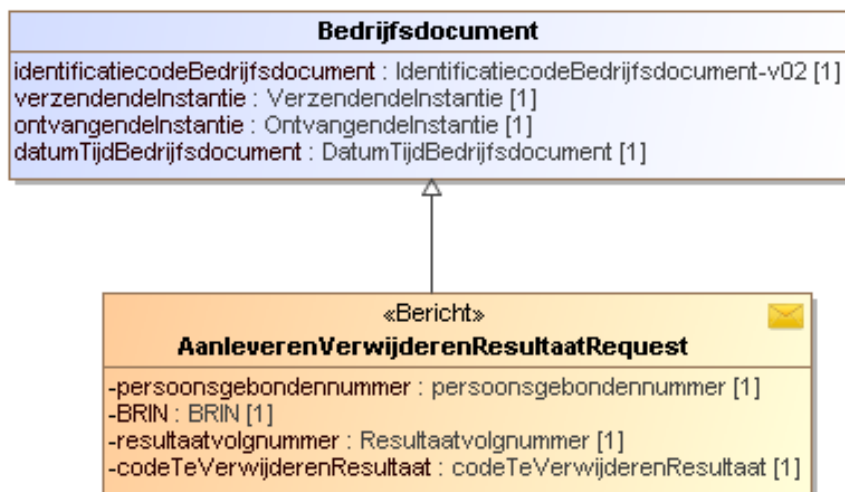 Bedrijfsdocument
identificatiecodeBedrijfsdocument : IdentificatiecodeBedrijfsdocument-v02 [1]
verzendendeInstantie : VerzendendeInstantie [1]
ontvangendeInstantie : OntvangendeInstantie [1]
datumTijdBedrijfsdocument : DatumTijdBedrijfsdocument [1]
«Bericht»
AanleverenVerwijderenResultaatRequest
-persoonsgebondennummer : persoonsgebondennummer [1]
-BRIN : BRIN [1]
-resultaatvolgnummer : Resultaatvolgnummer [1]
-codeTeVerwijderenResultaat : codeTeVerwijderenResultaat [1]